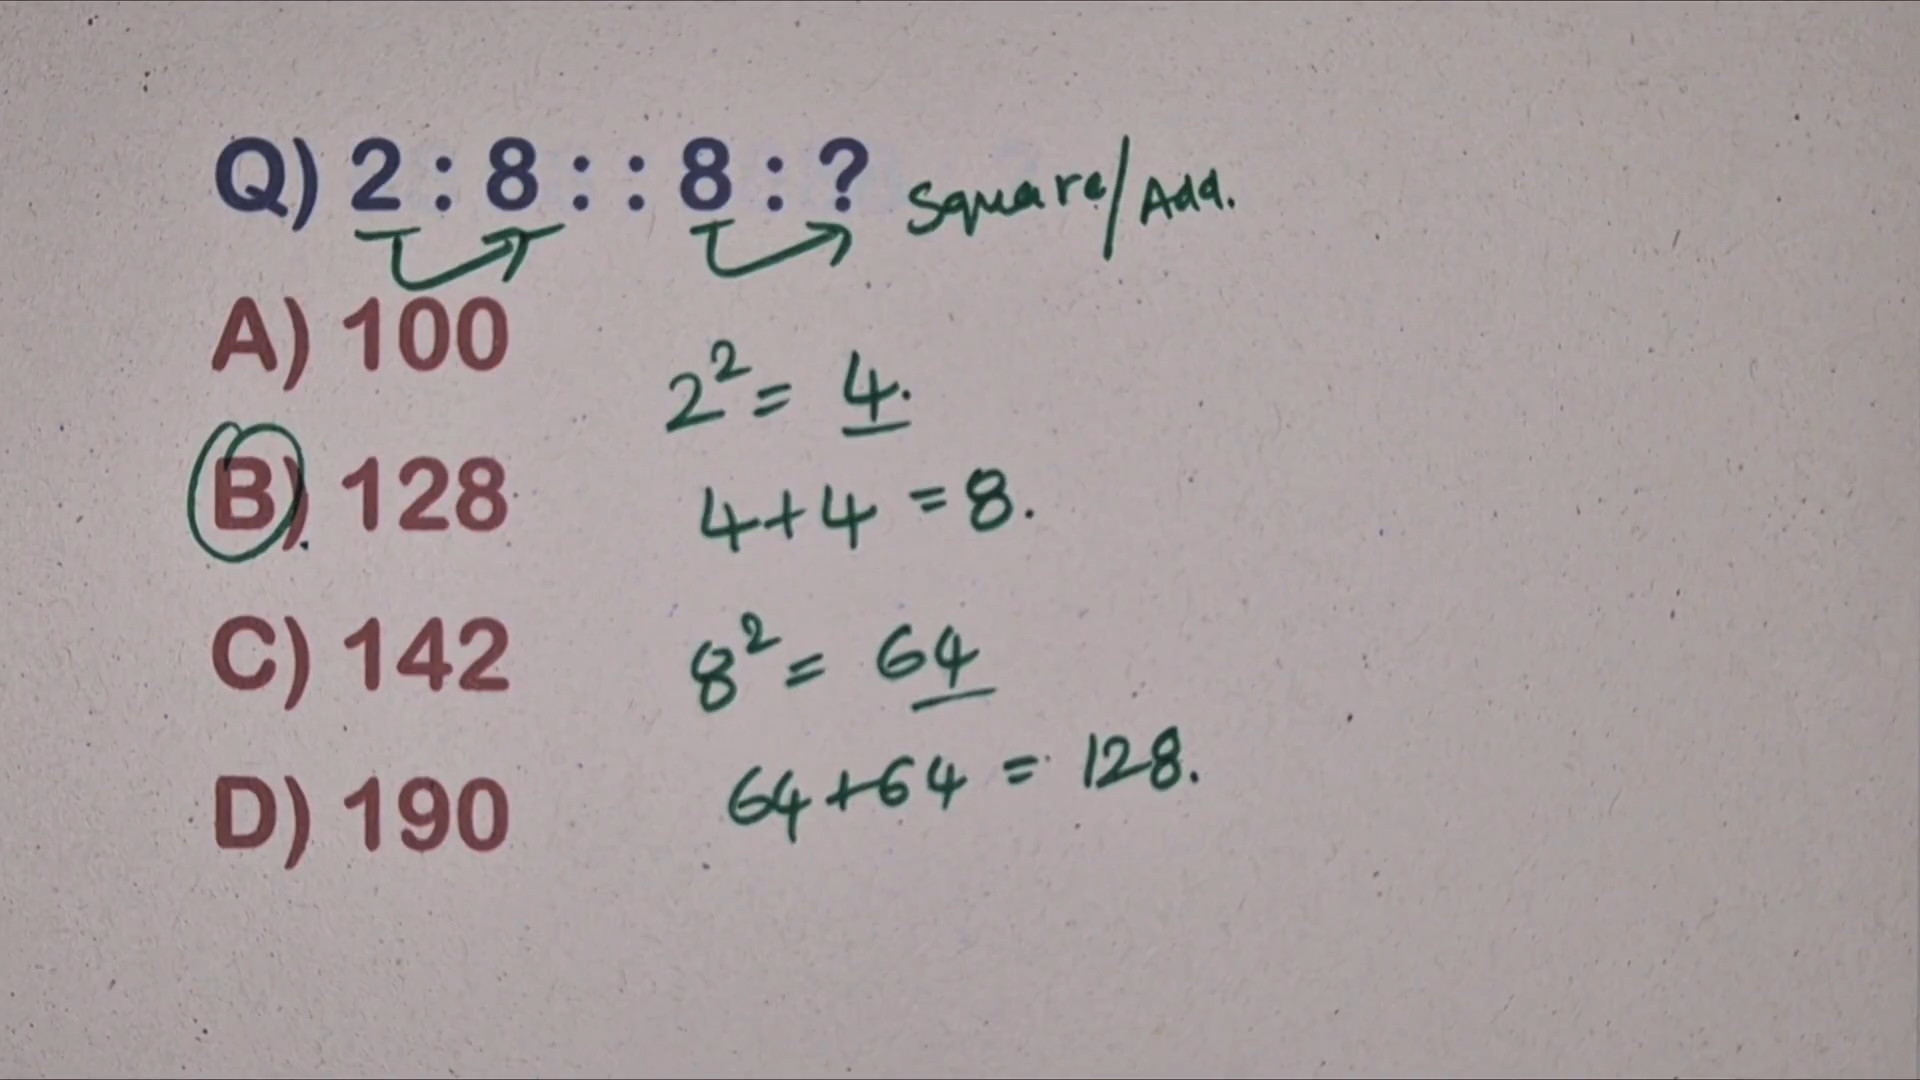 Q) 2 : 8 : : 8 : ? Square/Add.
A) 100
2² = 4.
B) 128
4+4 = 8.
C) 142
8² = 64
D) 190
64+64 = 128.